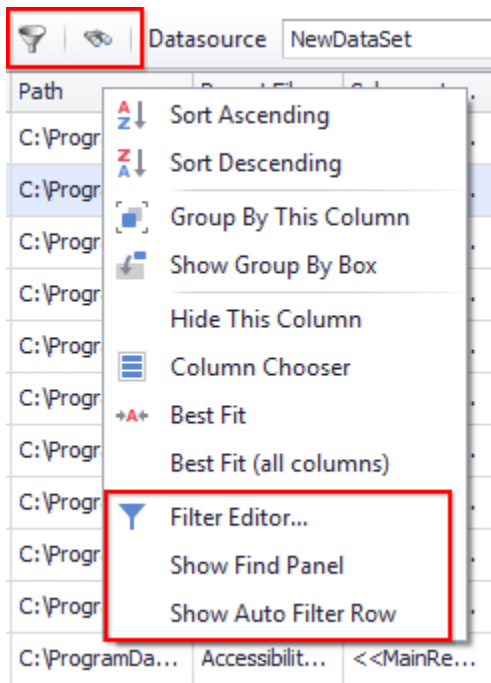 Datasource NewDataSet
Path
C:\Progr
Sort Ascending
C:\Progr
Sort Descending
C:\Progr
Group By This Column
Show Group By Box
C:\Progr
Hide This Column
C:\Progr
Column Chooser
C:\Progr
Best Fit
C:\Progr
Best Fit (all columns)
C:\Progr
Filter Editor...
C:\Progr
Show Find Panel
C:\Progr
Show Auto Filter Row
C:\ProgramDa... Accessibilit... <<MainRe...